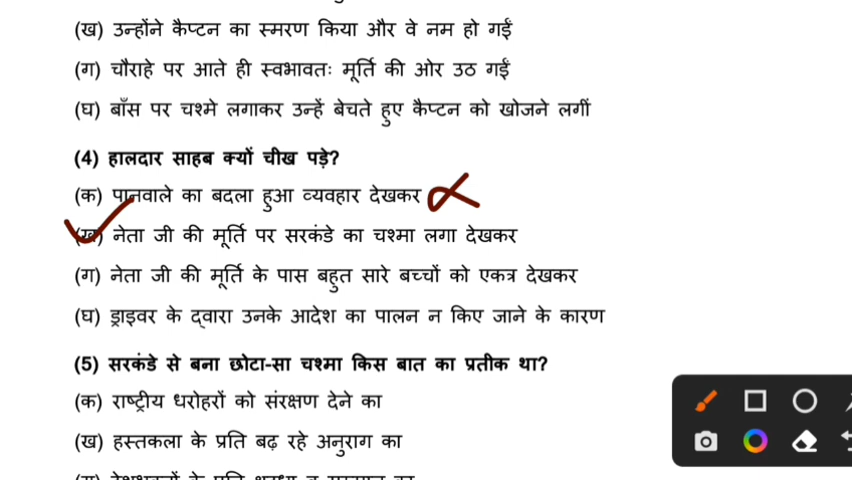 (ख) उन्होंने कैप्टन का स्मरण किया और वे नम हो गईं
(ग) चौराहे पर आते ही स्वभावतः मूर्ति की ओर उठ गईं
(घ) बाँस पर चश्मे लगाकर उन्हें बेचते हुए कैप्टन को खोजने लगीं
(4) हालदार साहब क्यों चीख पड़े?
(क) पानवाले का बदला हुआ व्यवहार देखकर
(ख) नेता जी की मूर्ति पर सरकंडे का चश्मा लगा देखकर
(ग) नेता जी की मूर्ति के पास बहुत सारे बच्चों को एकत्र देखकर
(घ) ड्राइवर के द्वारा उनके आदेश का पालन न किए जाने के कारण
(5) सरकंडे से बना छोटा-सा चश्मा किस बात का प्रतीक था?
(क) राष्ट्रीय धरोहरों को संरक्षण देने का
(ख) हस्तकला के प्रति बढ़ रहे अनुराग का